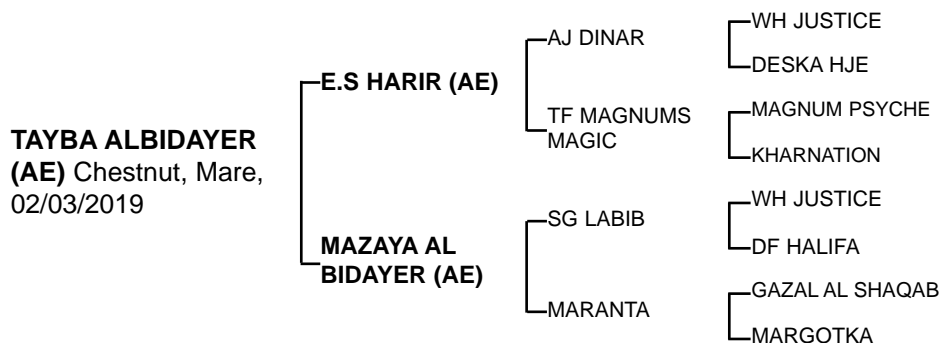 TAYBA ALBIDAYER
(AE) Chestnut, Mare,
02/03/2019
E.S HARIR (AE)
MAZAYA AL
BIDAYER (AE)
AJ DINAR
TF MAGNUMS
MAGIC
SG LABIB
MARANTA
WH JUSTICE
DESKA HJE
MAGNUM PSYCHE
KHARNATION
WH JUSTICE
DF HALIFA
GAZAL AL SHAQAB
MARGOTKA